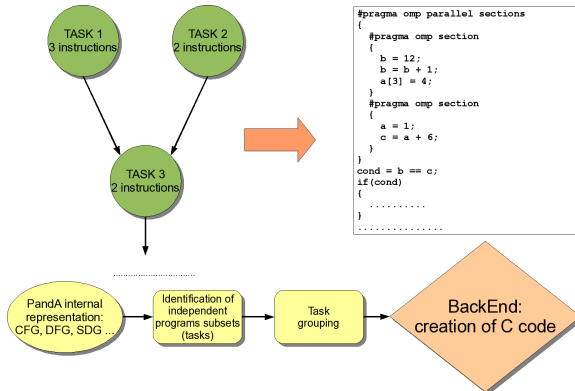 TASK 1
3 instructions
TASK 2
2 instructions
TASK 3
2 instructions
..............................
#pragma omp parallel sections
{
#pragma omp section
{
b = 12;
b = b + 1;
a[3] = 4;
}
#pragma omp section
{
a = 1;
c = a + 6;
}
}
cond = b == c;
if(cond)
{
..........
}
...............
PandA internal
representation:
CFG, DFG, SDG ...
Identification of
independent
programs subsets
(tasks)
Task
grouping
BackEnd:
creation of C code